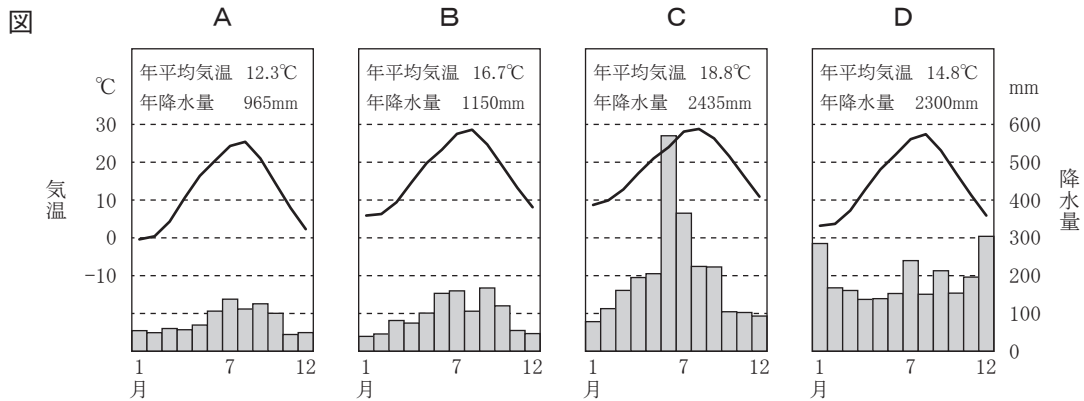 図
A B C D
年平均気温 12.3℃ 年平均気温 16.7℃ 年平均気温 18.8℃ 年平均気温 14.8℃
年降水量 965mm 年降水量 1150mm 年降水量 2435mm 年降水量 2300mm
℃ mm
30 600
20 500
10 400
0 300
-10 200
100
0
気温
降水量
1 7 12 1 7 12 1 7 12 1 7 12
月 月 月 月